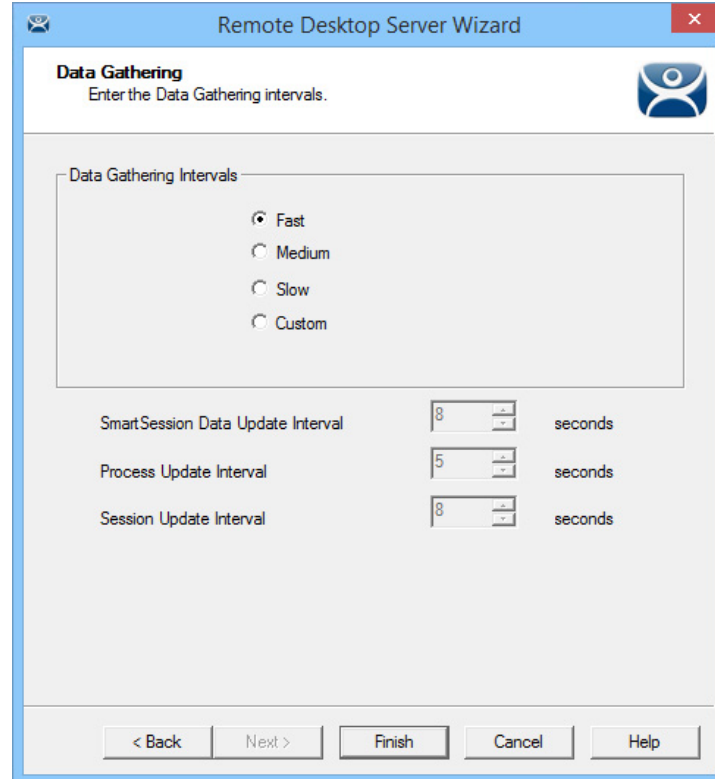 Remote Desktop Server Wizard
Data Gathering
Enter the Data Gathering intervals.
Data Gathering Intervals
Fast
Medium
Slow
Custom
SmartSession Data Update Interval 8 seconds
Process Update Interval 5 seconds
Session Update Interval 8 seconds
< Back Next > Finish Cancel Help